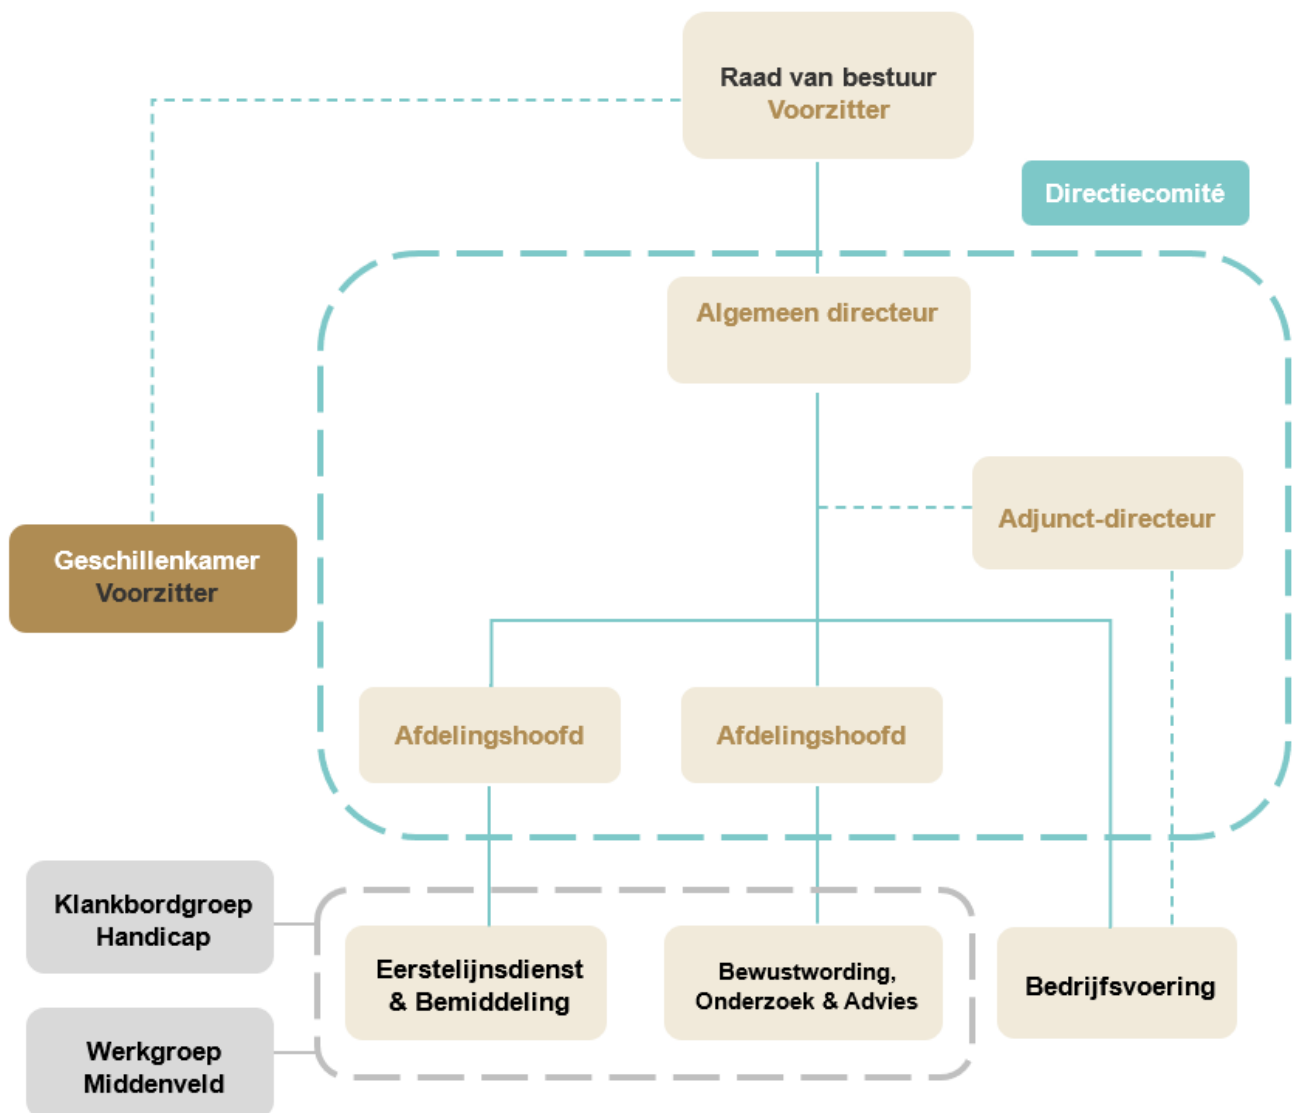 Raad van bestuur
Voorzitter
Directiecomité
Algemeen directeur
Adjunct-directeur
Geschillenkamer
Voorzitter
Afdelingshoofd
Afdelingshoofd
Klankbordgroep
Handicap
Eerstelijnsdienst
& Bemiddeling
Bewustwording,
Onderzoek & Advies
Bedrijfsvoering
Werkgroep
Middenveld